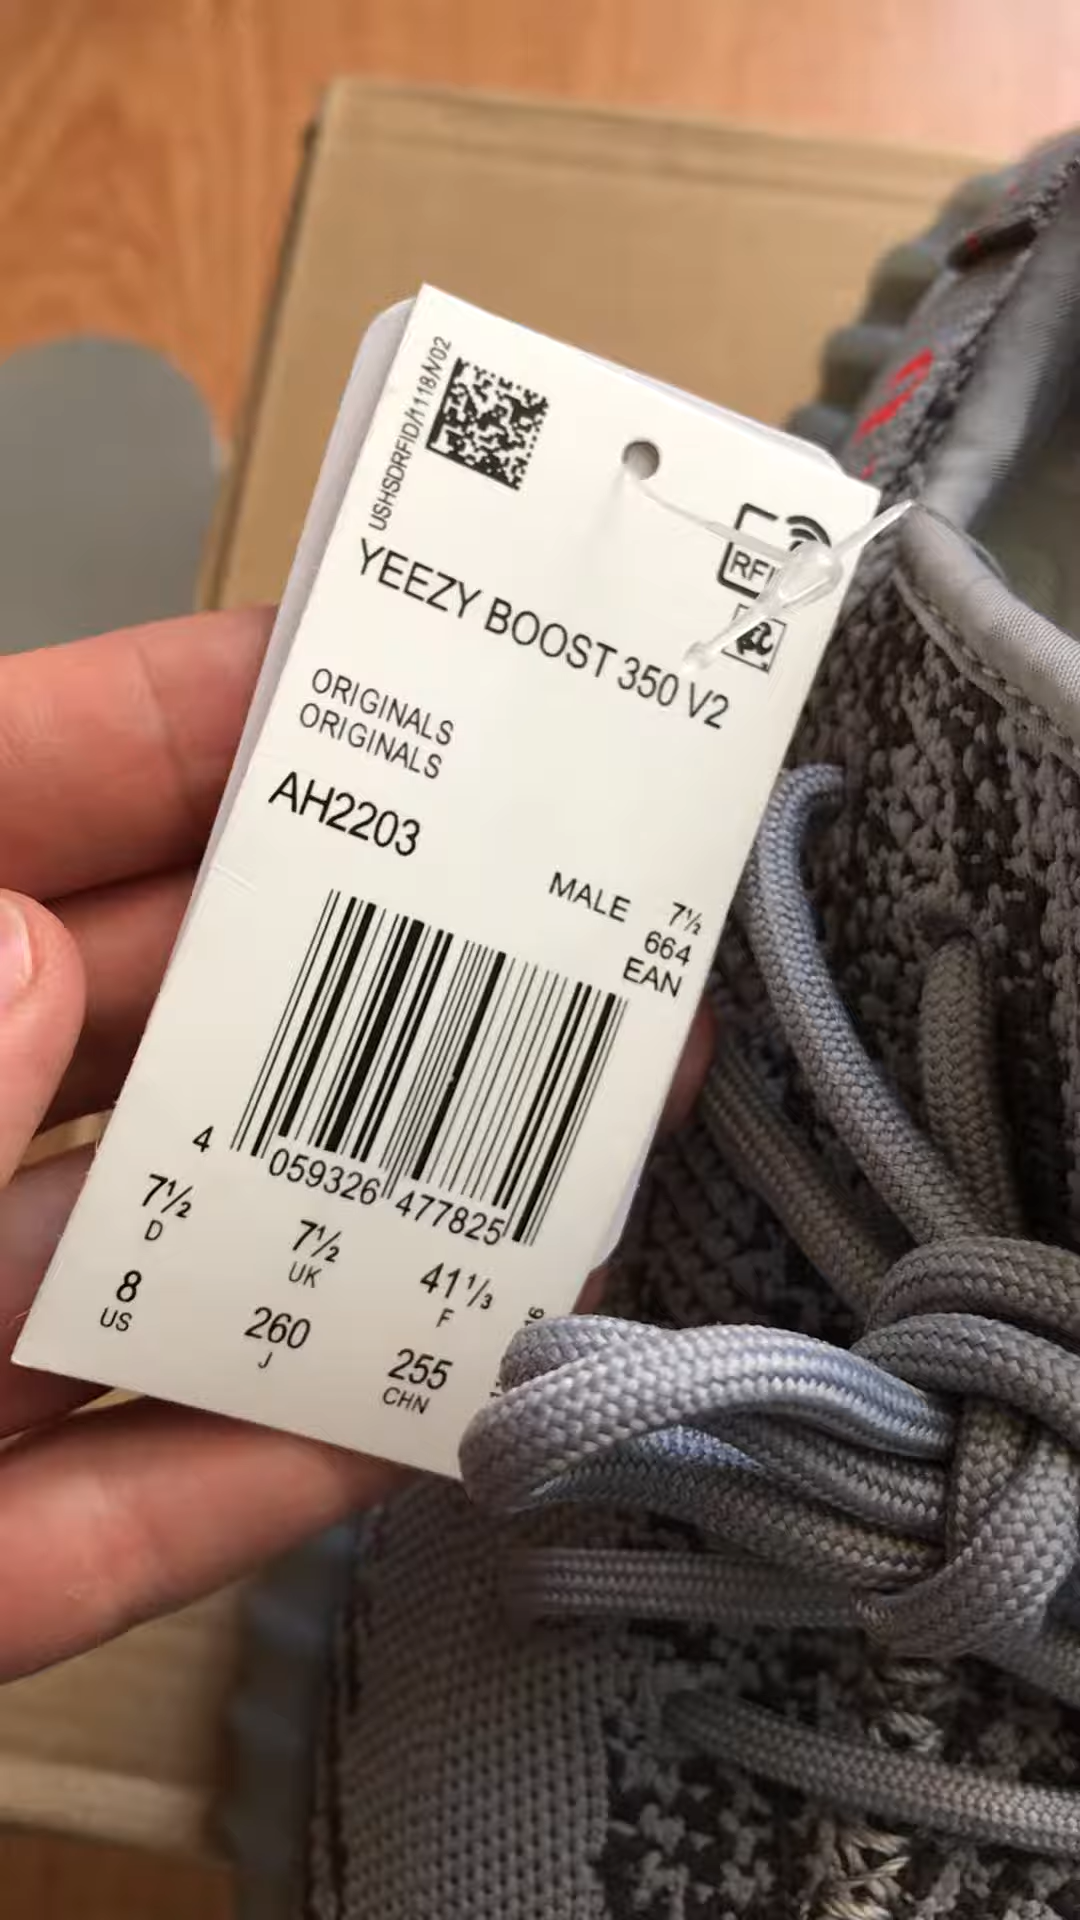 USHSDRFID/1118/V02
YEEZY BOOST 350 V2
ORIGINALS
ORIGINALS
AH2203
MALE 7½
664
EAN
4 059326 477825
7½ 7½ 41⅓
D UK F
8 260 255
US J CHN